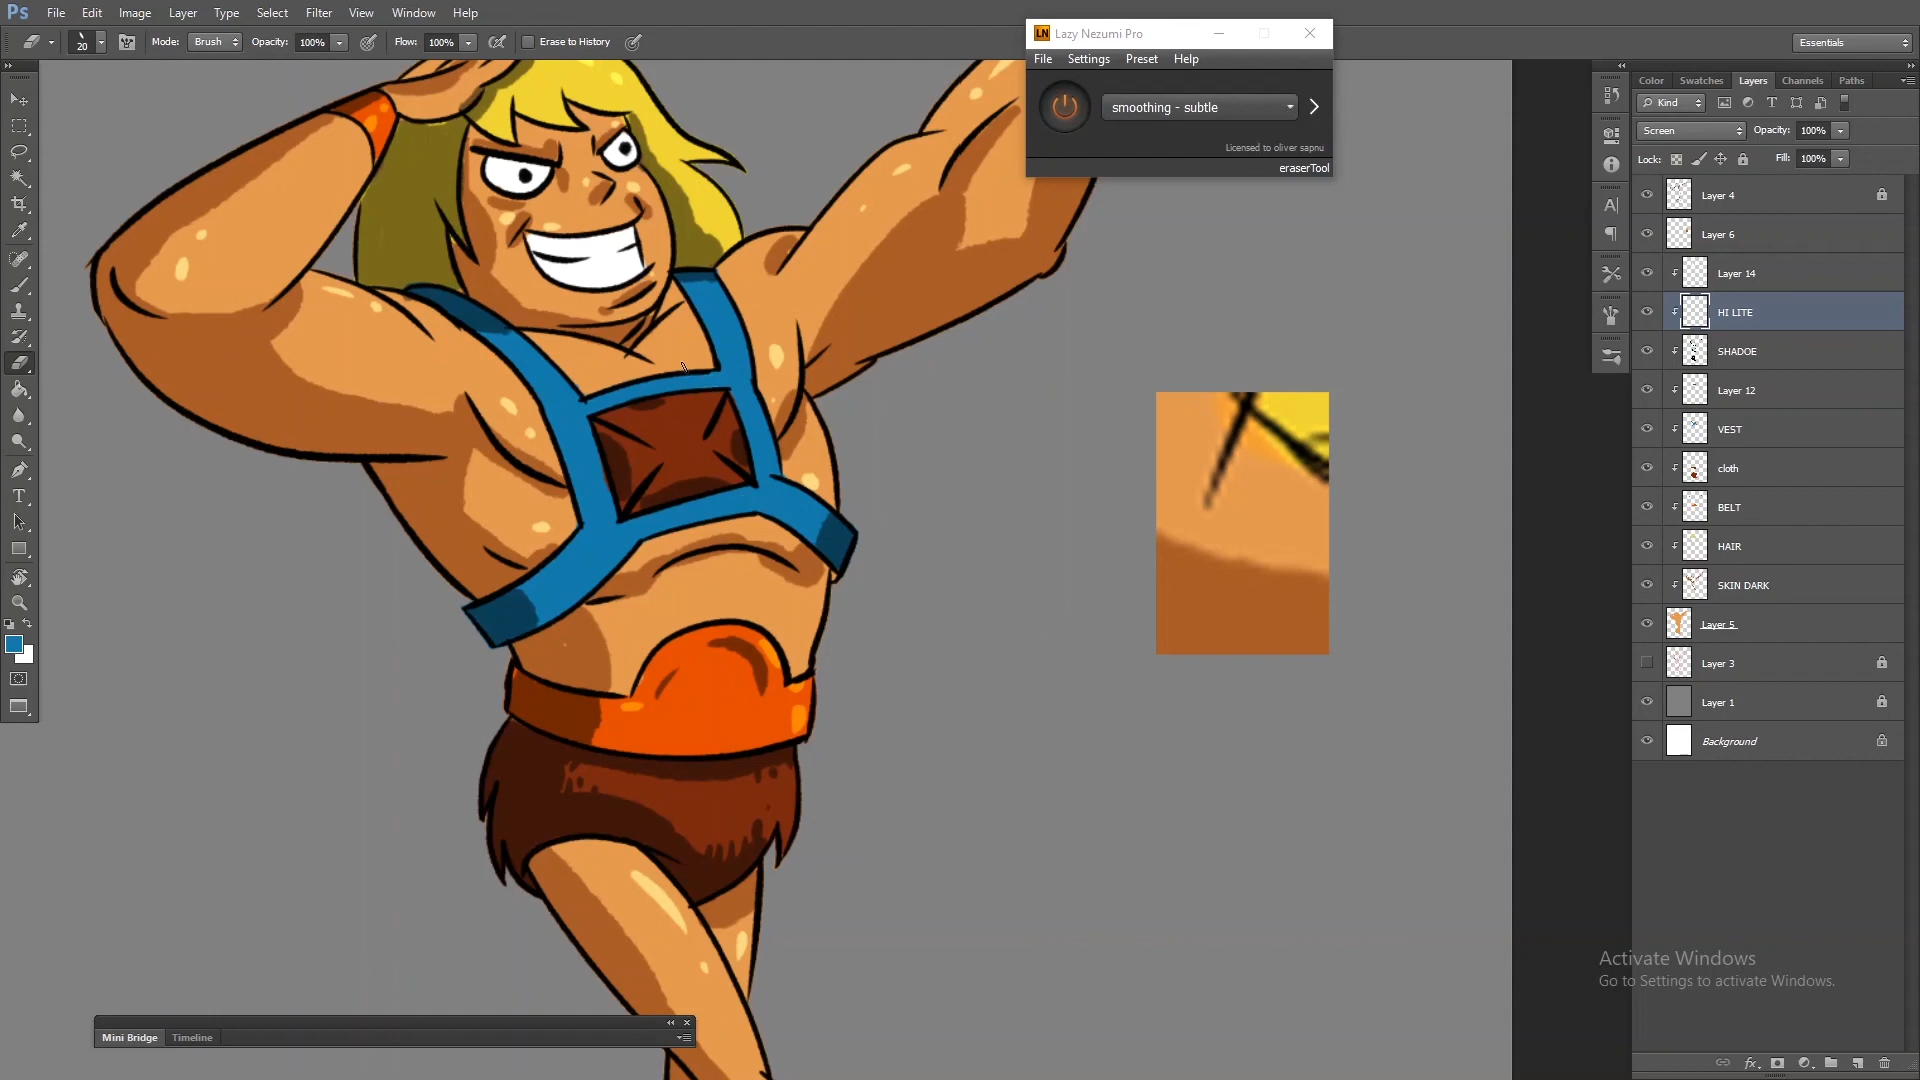 Ps File Edit Image Layer Type Select Filter View Window Help
20 Mode: Brush Opacity: 100% Flow: 100% Erase to History Essentials
LN Lazy Nezumi Pro
File Settings Preset Help
smoothing - subtle
Licensed to oliver sapnu
eraserTool
Color Swatches Layers Channels Paths
Kind
Screen Opacity: 100%
Lock: Fill: 100%
Layer 4
Layer 6
Layer 14
HI LITE
SHADOE
Layer 12
VEST
cloth
BELT
HAIR
SKIN DARK
Layer 5
Layer 3
Layer 1
Background
Activate Windows
Go to Settings to activate Windows.
Mini Bridge Timeline